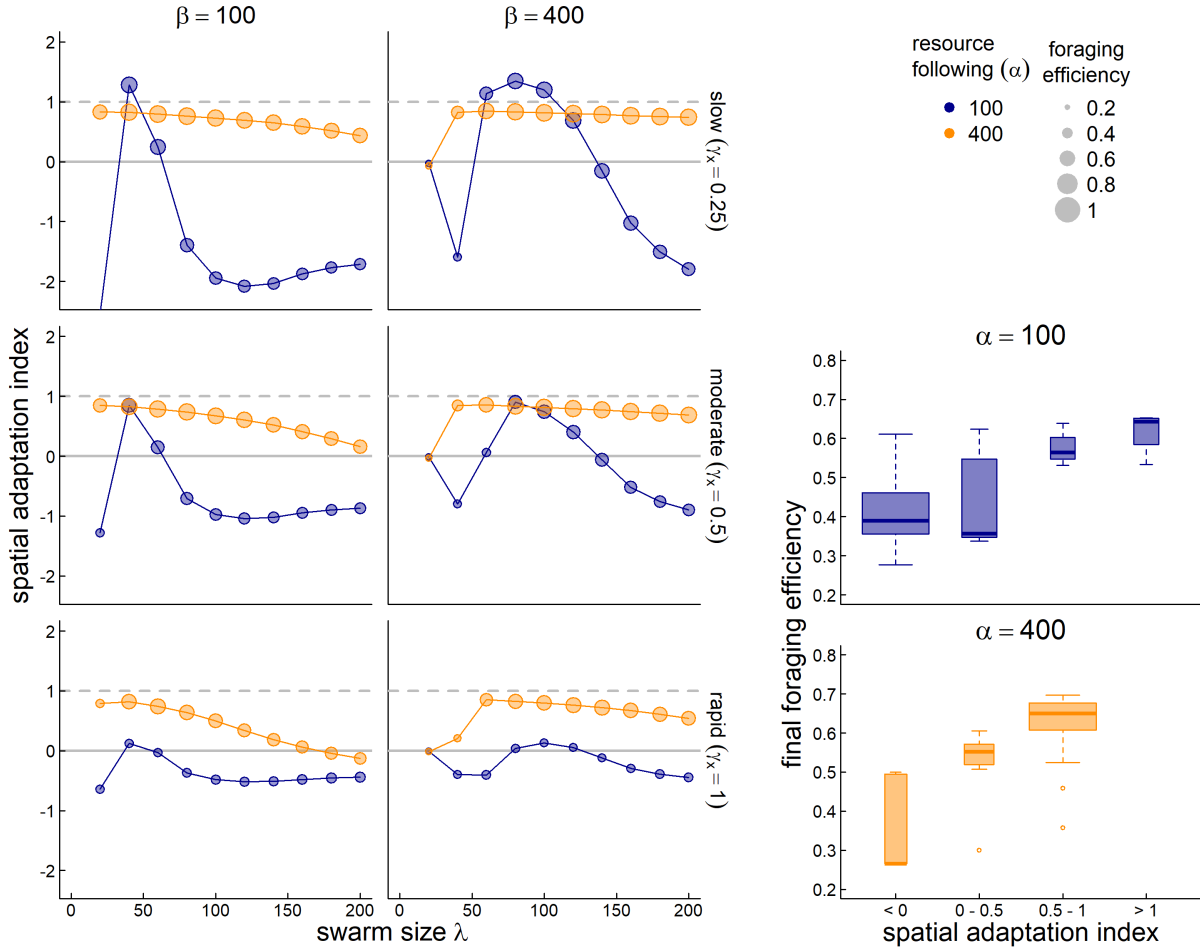 β = 100
β = 400
resource
following (α)
100
400
foraging
efficiency
0.2
0.4
0.6
0.8
1
spatial adaptation index
2
1
0
-1
-2
slow (γx = 0.25)
2
1
0
-1
-2
moderate (γx = 0.5)
2
1
0
-1
-2
rapid (γx = 1)
0 50 100 150 200
0 50 100 150 200
swarm size λ
α = 100
final foraging efficiency
0.8
0.7
0.6
0.5
0.4
0.3
0.2
α = 400
0.8
0.7
0.6
0.5
0.4
0.3
0.2
< 0 0 - 0.5 0.5 - 1 > 1
spatial adaptation index